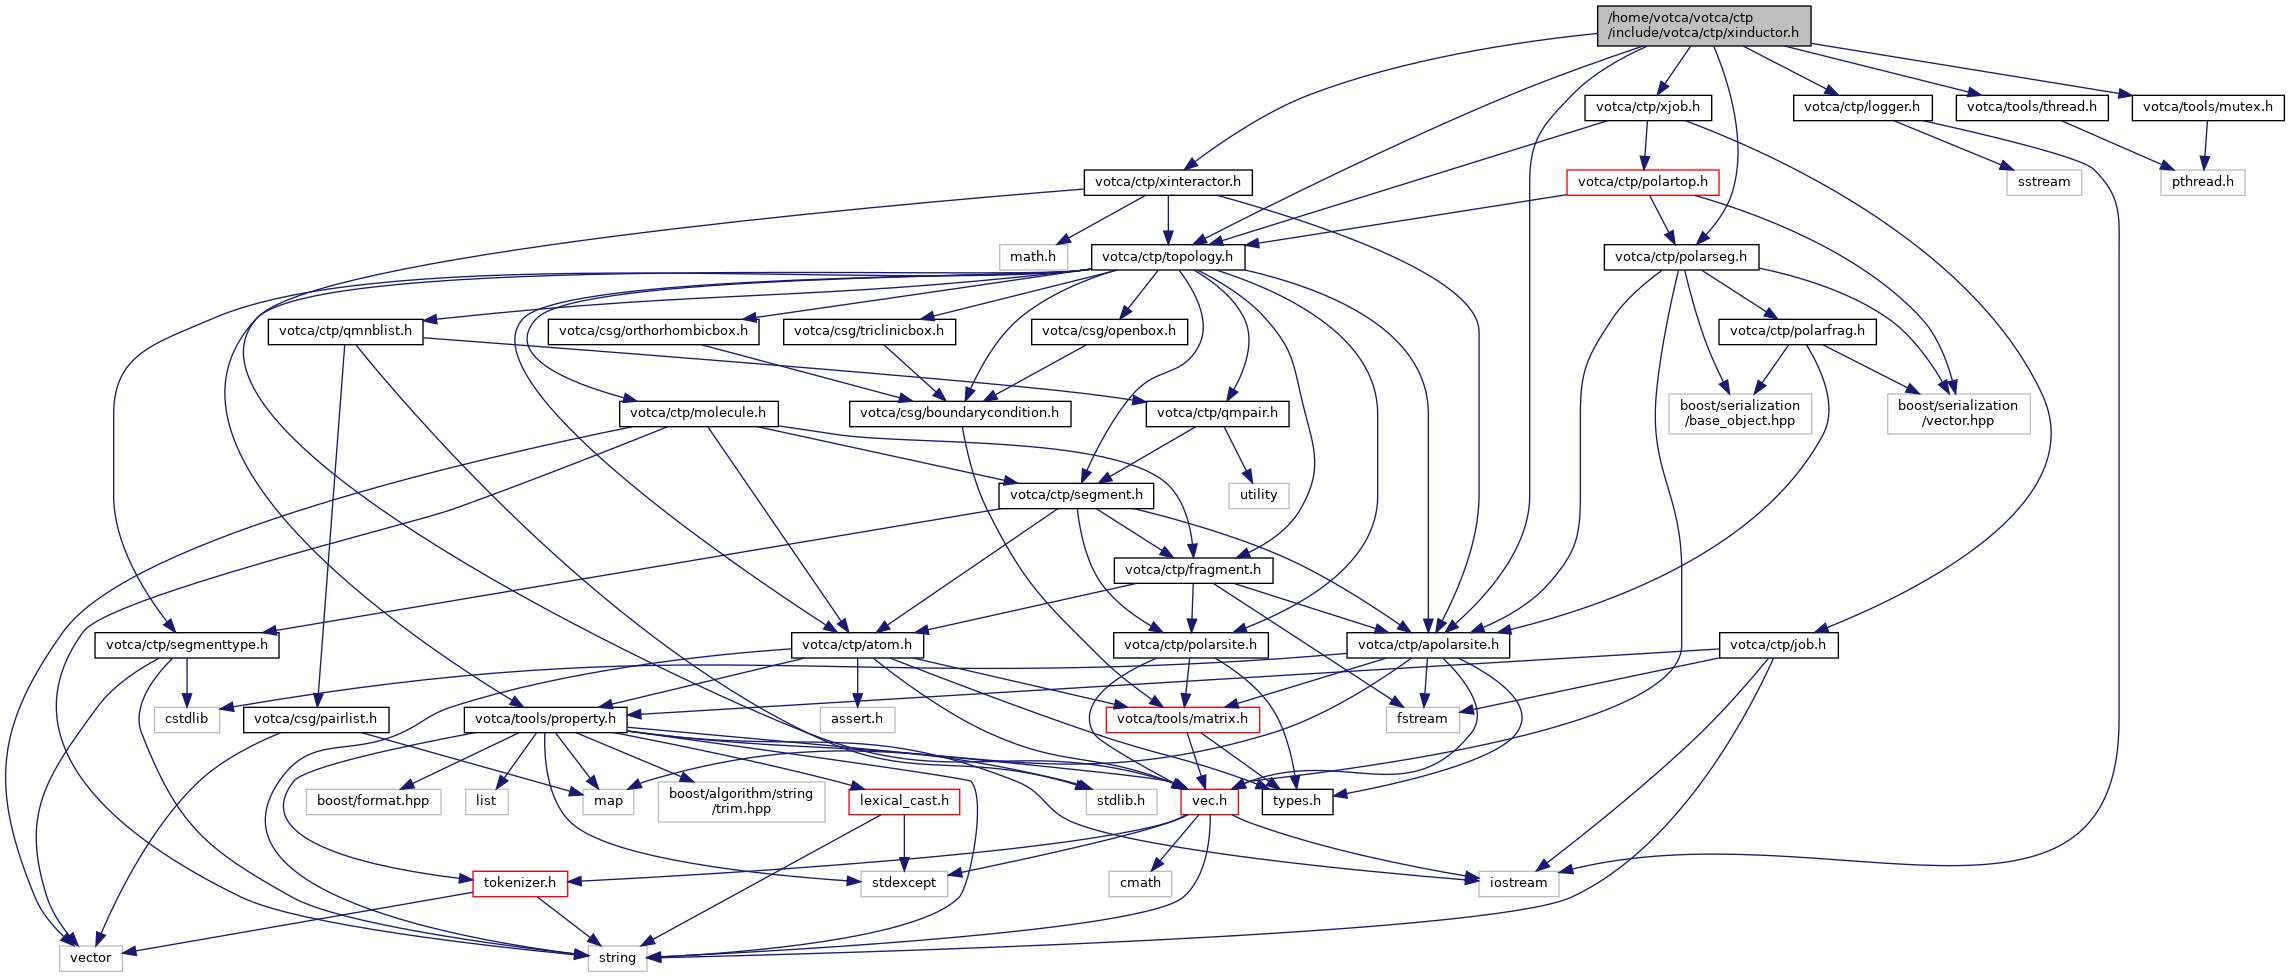 /home/votca/votca/ctp
/include/votca/ctp/xinductor.h
votca/ctp/xjob.h
votca/ctp/logger.h
votca/tools/thread.h
votca/tools/mutex.h
votca/ctp/xinteractor.h
votca/ctp/polartop.h
sstream
pthread.h
math.h
votca/ctp/topology.h
votca/ctp/polarseg.h
votca/ctp/qmnblist.h
votca/csg/orthorhombicbox.h
votca/csg/triclinicbox.h
votca/csg/openbox.h
votca/ctp/polarfrag.h
votca/ctp/molecule.h
votca/csg/boundarycondition.h
votca/ctp/qmpair.h
boost/serialization
/base_object.hpp
boost/serialization
/vector.hpp
votca/ctp/segment.h
utility
votca/ctp/fragment.h
votca/ctp/segmenttype.h
votca/ctp/atom.h
votca/ctp/polarsite.h
votca/ctp/apolarsite.h
votca/ctp/job.h
cstdlib
votca/csg/pairlist.h
votca/tools/property.h
assert.h
votca/tools/matrix.h
fstream
boost/format.hpp
list
map
boost/algorithm/string
/trim.hpp
lexical_cast.h
stdlib.h
vec.h
types.h
tokenizer.h
stdexcept
cmath
iostream
vector
string